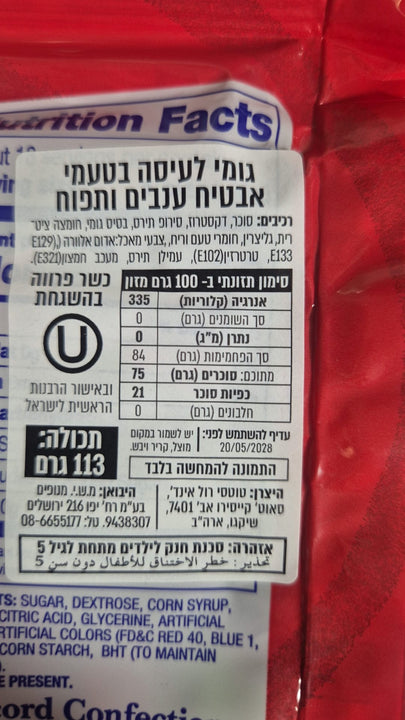 utrition Facts
גומי לעיסה בטעמי
אבטיח ענבים ותפוח
רכיבים: סוכר, דקסטרוז, סירופ תירס, בסיס גומי, חומצה ציט-
רית, גליצרין, חומרי טעם וריח, צבעי מאכל:אדום אלוורה (E129),
E133, טרטרזין(E102), עמילן תירס, מעכב חמצון(E321).
סימון תזונתי ב- 100 גרם מזון
אנרגיה (קלוריות) 335
סך השומנים (גרם) 0
נתרן (מ"ג) 0
סך הפחמימות (גרם) 84
מתוכם: סוכרים (גרם) 75
כפיות סוכר 21
חלבונים (גרם) 0
כשר פרווה
בהשגחת
U
ובאישור הרבנות
הראשית לישראל
עדיף להשתמש לפני:
20/05/2028
יש לשמור במקום
מוצל, קריר ויבש.
התמונה להמחשה בלבד
תכולה:
113 גרם
היצרן: טוטסי רול אינד',
סאוט' קייסירו אב' 7401,
שיקגו, ארה"ב
היבואן: מ.ש.י. מנופים
בע"מ רח' יפו 216 ירושלים
9438307. טל: 08-6655177
אזהרה: סכנת חנק לילדים מתחת לגיל 5
تحذير: خطر الاختناق للأطفال دون سن 5
TS: SUGAR, DEXTROSE, CORN SYRUP,
CITRIC ACID, GLYCERINE, ARTIFICIAL
RTIFICIAL COLORS (FD&C RED 40, BLUE 1,
CORN STARCH, BHT (TO MAINTAIN
E PRESENT.
cord Confecti